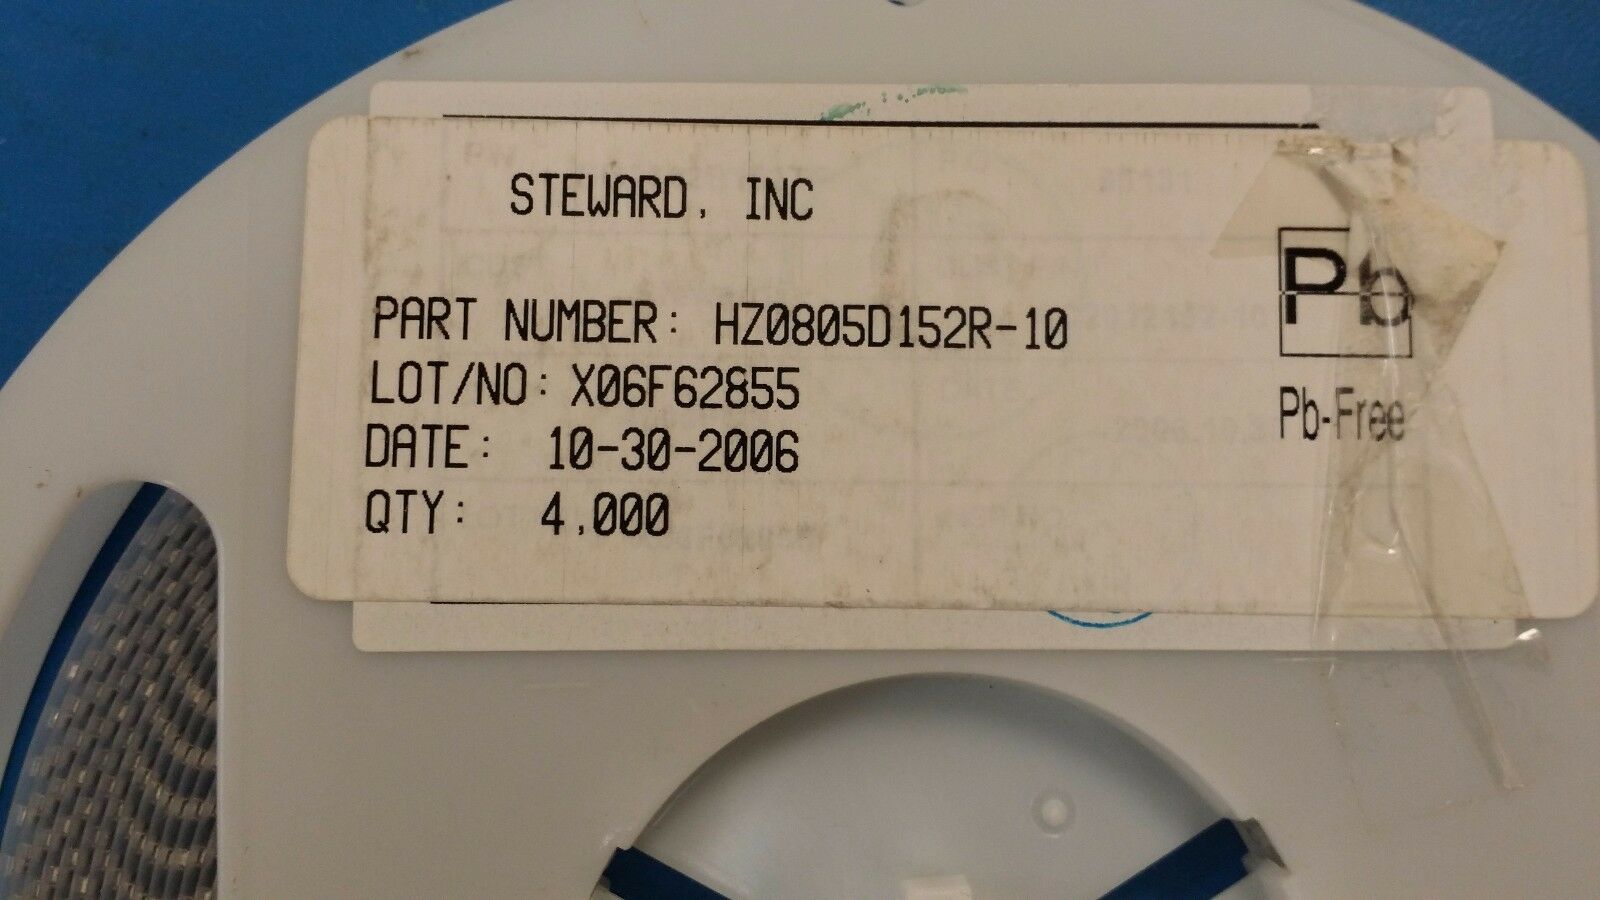 STEWARD, INC
PART NUMBER: HZ0805D152R-10
LOT/NO: X06F62855
DATE: 10-30-2006
QTY: 4,000
Pb
Pb-Free